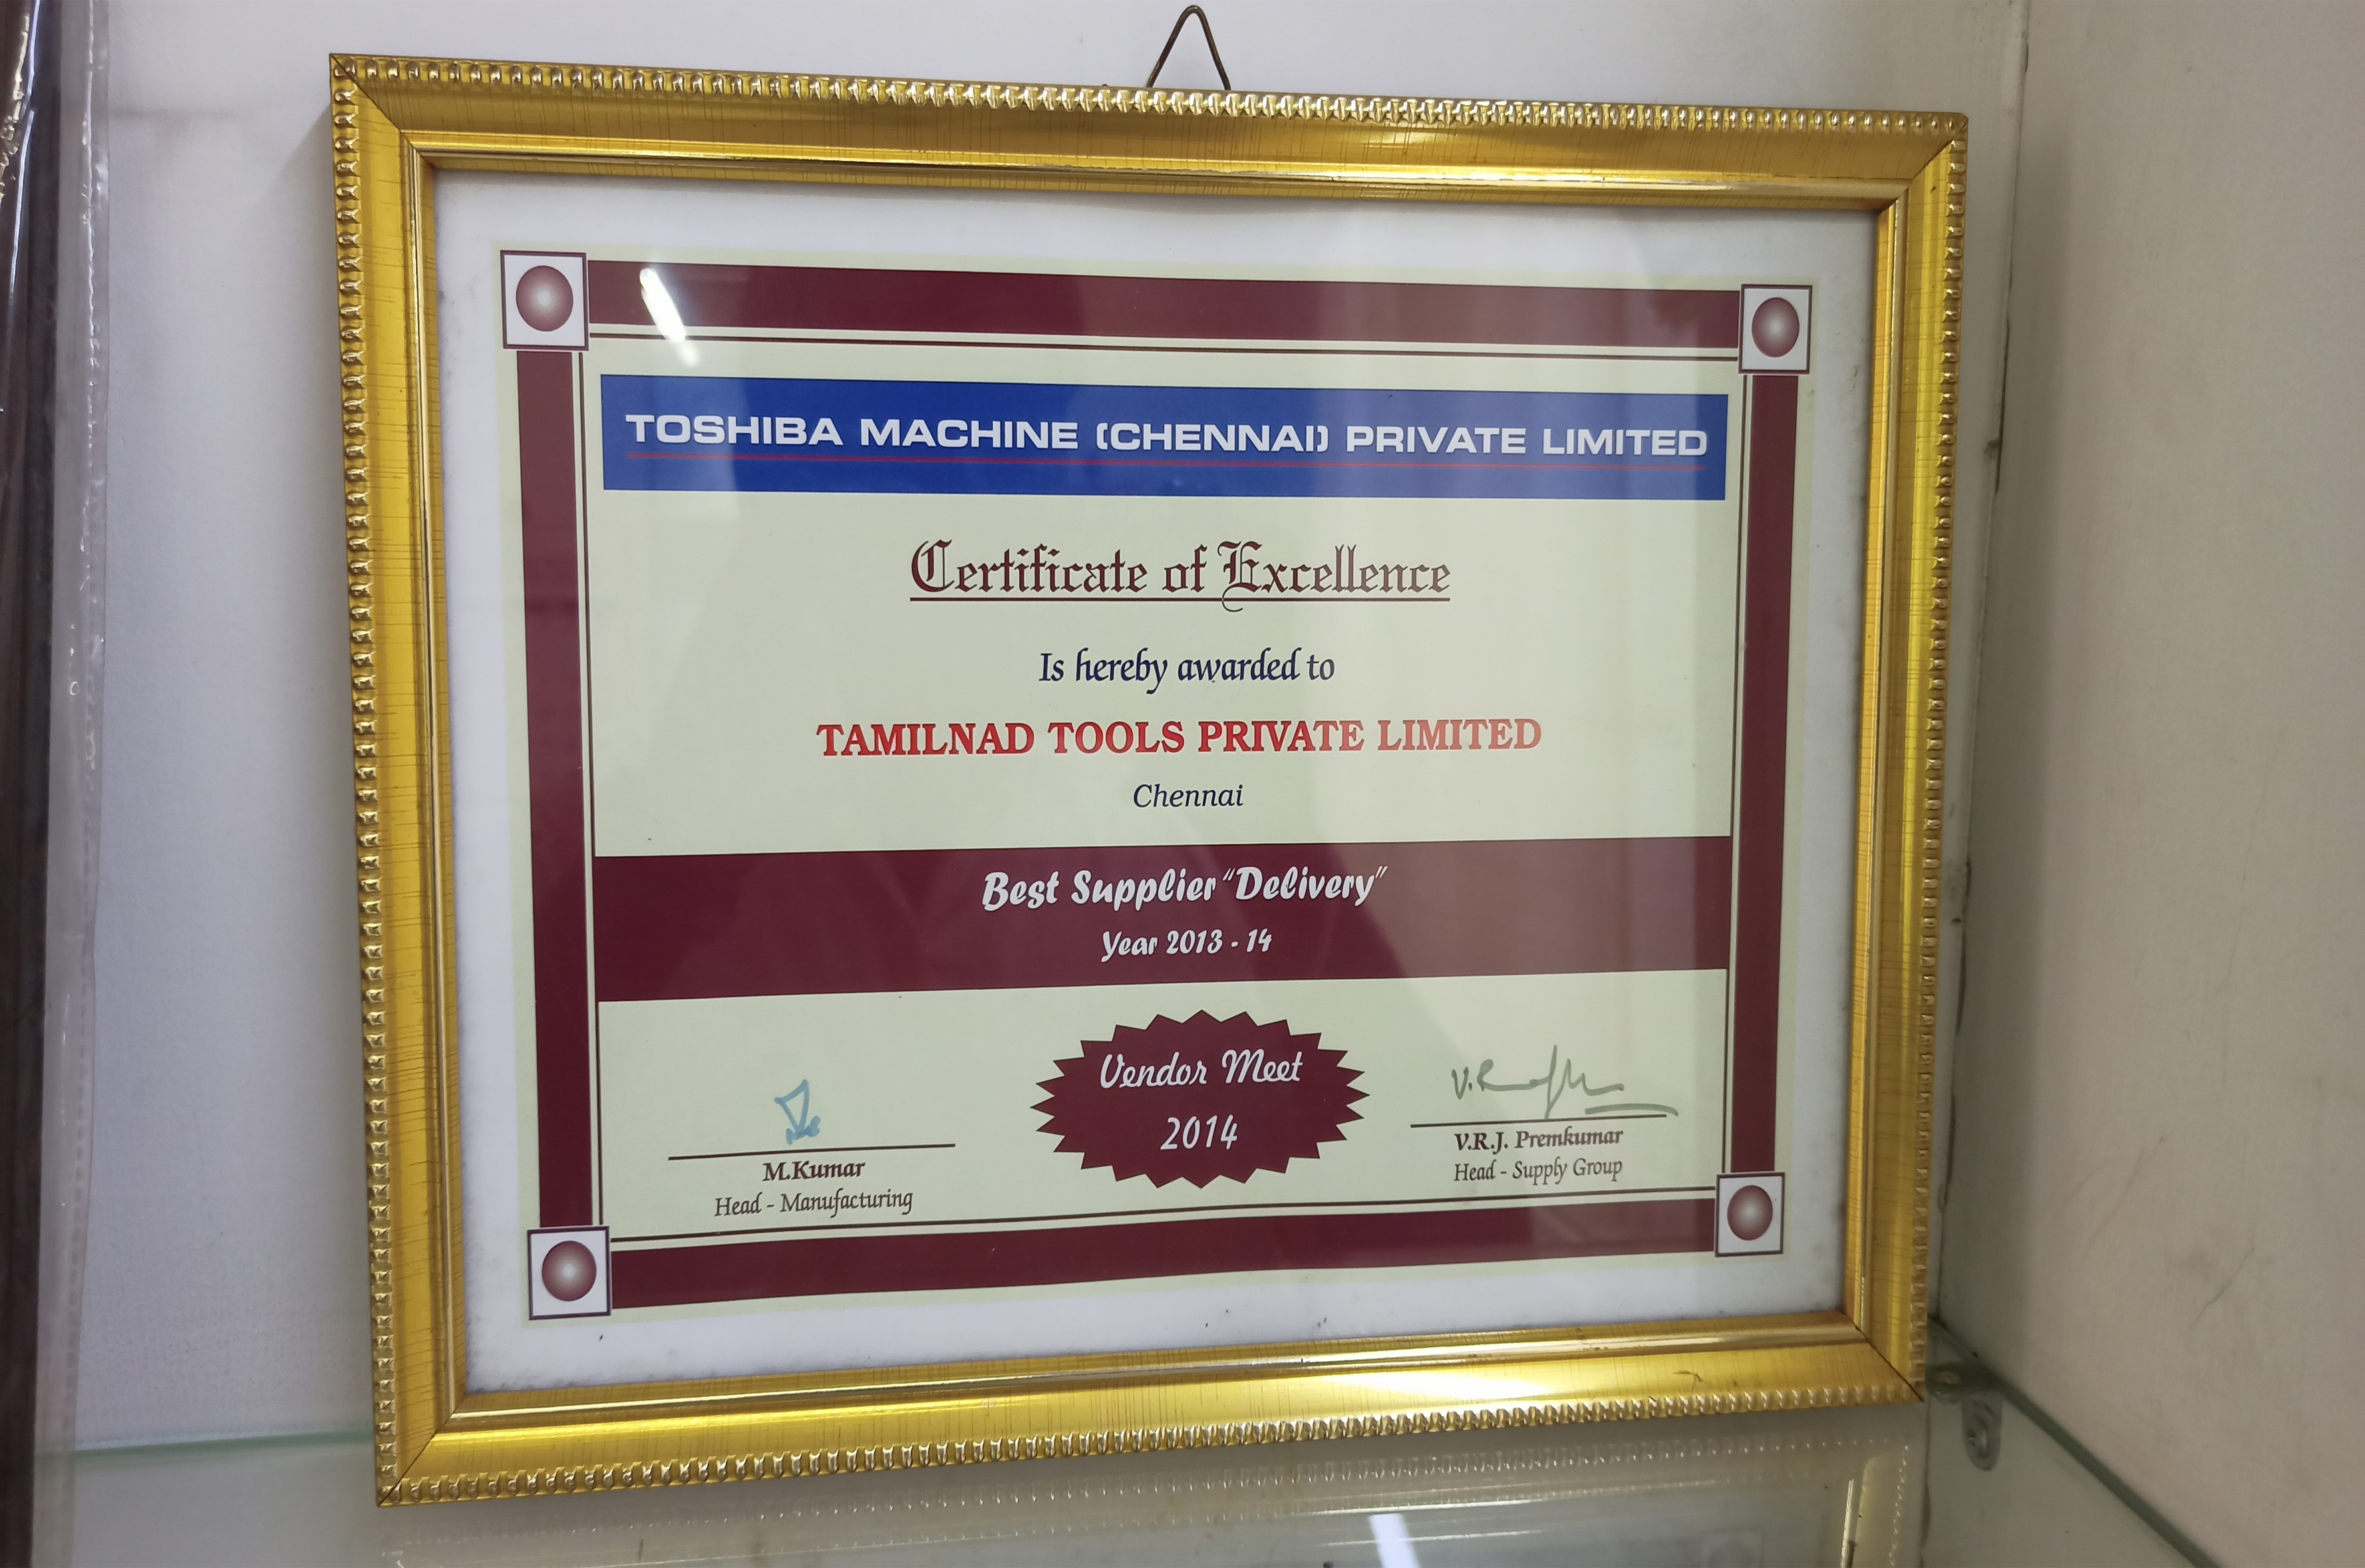 TOSHIBA MACHINE (CHENNAI) PRIVATE LIMITED
Certificate of Excellence
Is hereby awarded to
TAMILNAD TOOLS PRIVATE LIMITED
Chennai
Best Supplier “Delivery”
Year 2013 - 14
Vendor Meet
2014
M.Kumar
Head - Manufacturing
V.R.J. Premkumar
Head - Supply Group